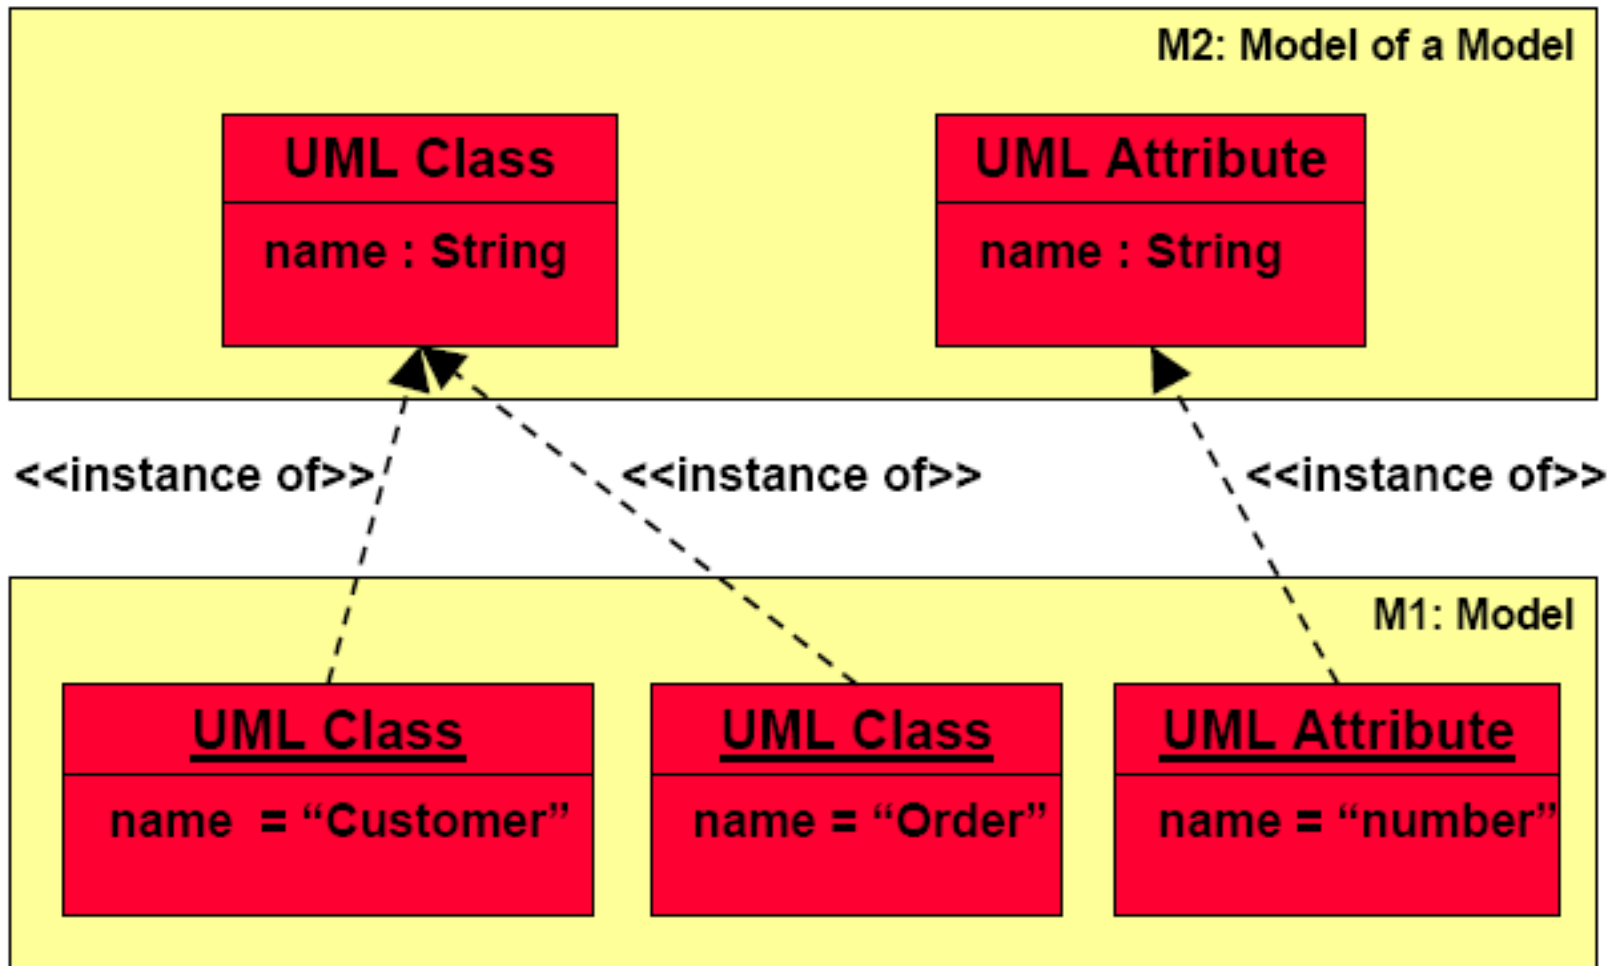 M2: Model of a Model
UML Class
UML Attribute
name : String
name : String
<<instance of>>
<<instance of>>
<<instance of>>
M1: Model
UML Class
UML Class
UML Attribute
name = “Customer”
name = “Order”
name = “number”